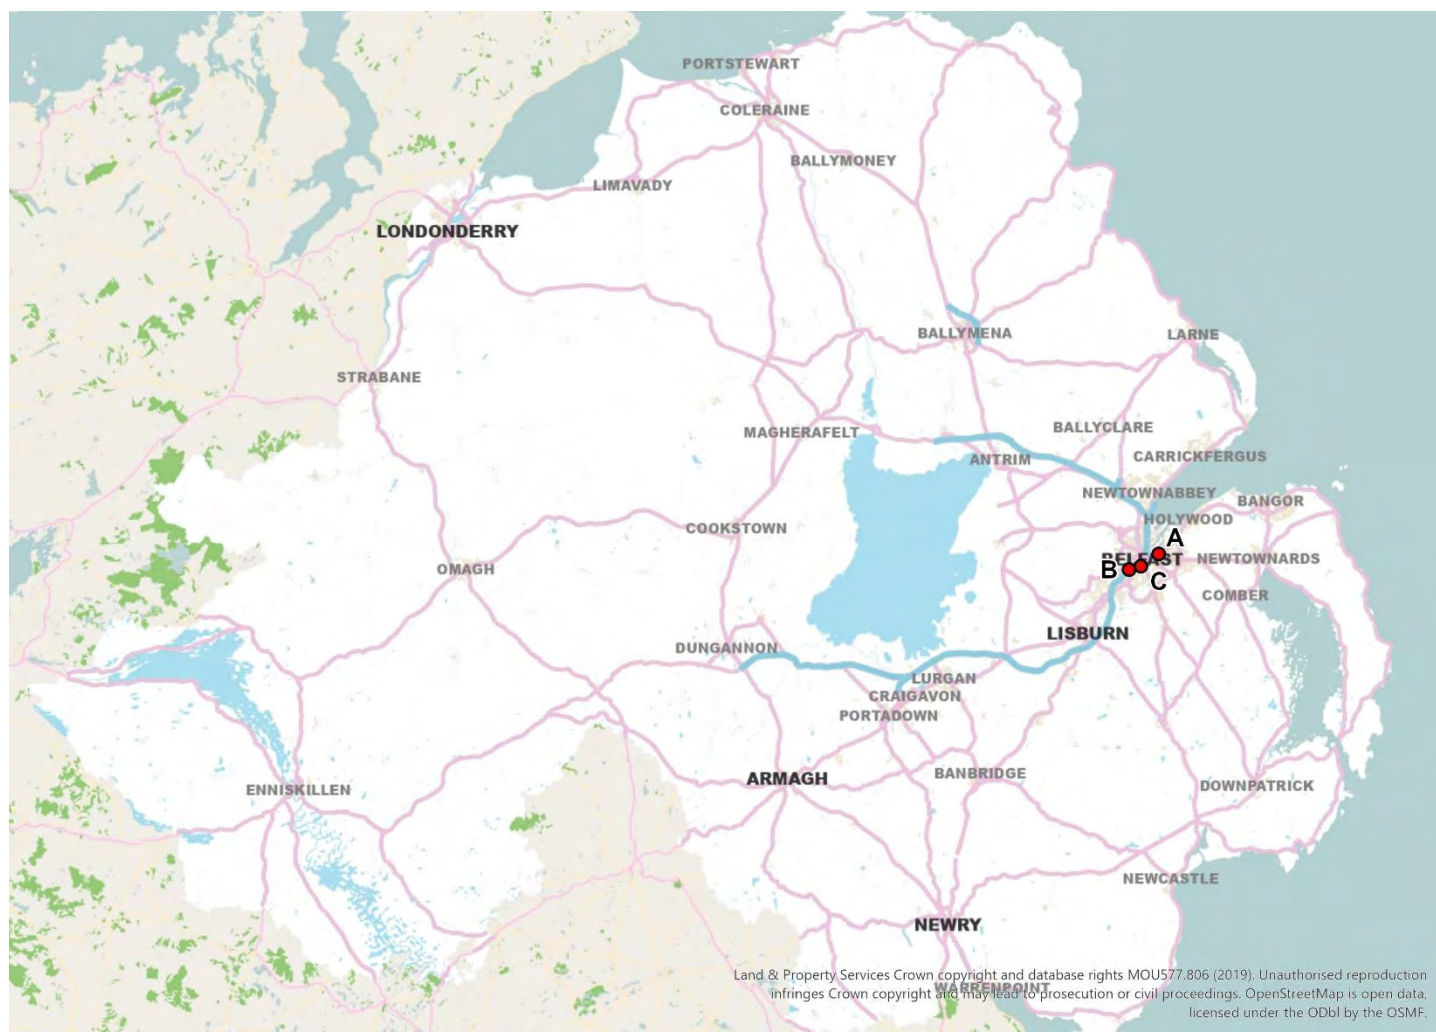 PORTSTEWART
COLERAINE
BALLYMONEY
LIMAVADY
LONDONDERRY
BALLYMENA
LARNE
STRABANE
MAGHERAFELT
BALLYCLARE
ANTRIM
CARRICKFERGUS
NEWTOWNABBEY
BANGOR
HOLYWOOD
COOKSTOWN
A
BELFAST
NEWTOWNARDS
OMAGH
B
C
COMBER
LISBURN
DUNGANNON
LURGAN
CRAIGAVON
PORTADOWN
ARMAGH
BANBRIDGE
DOWNPATRICK
ENNISKILLEN
NEWCASTLE
NEWRY
WARRENPOINT
Land & Property Services Crown copyright and database rights MOU577.806 (2019). Unauthorised reproduction
infringes Crown copyright and may lead to prosecution or civil proceedings. OpenStreetMap is open data,
licensed under the ODbl by the OSMF.